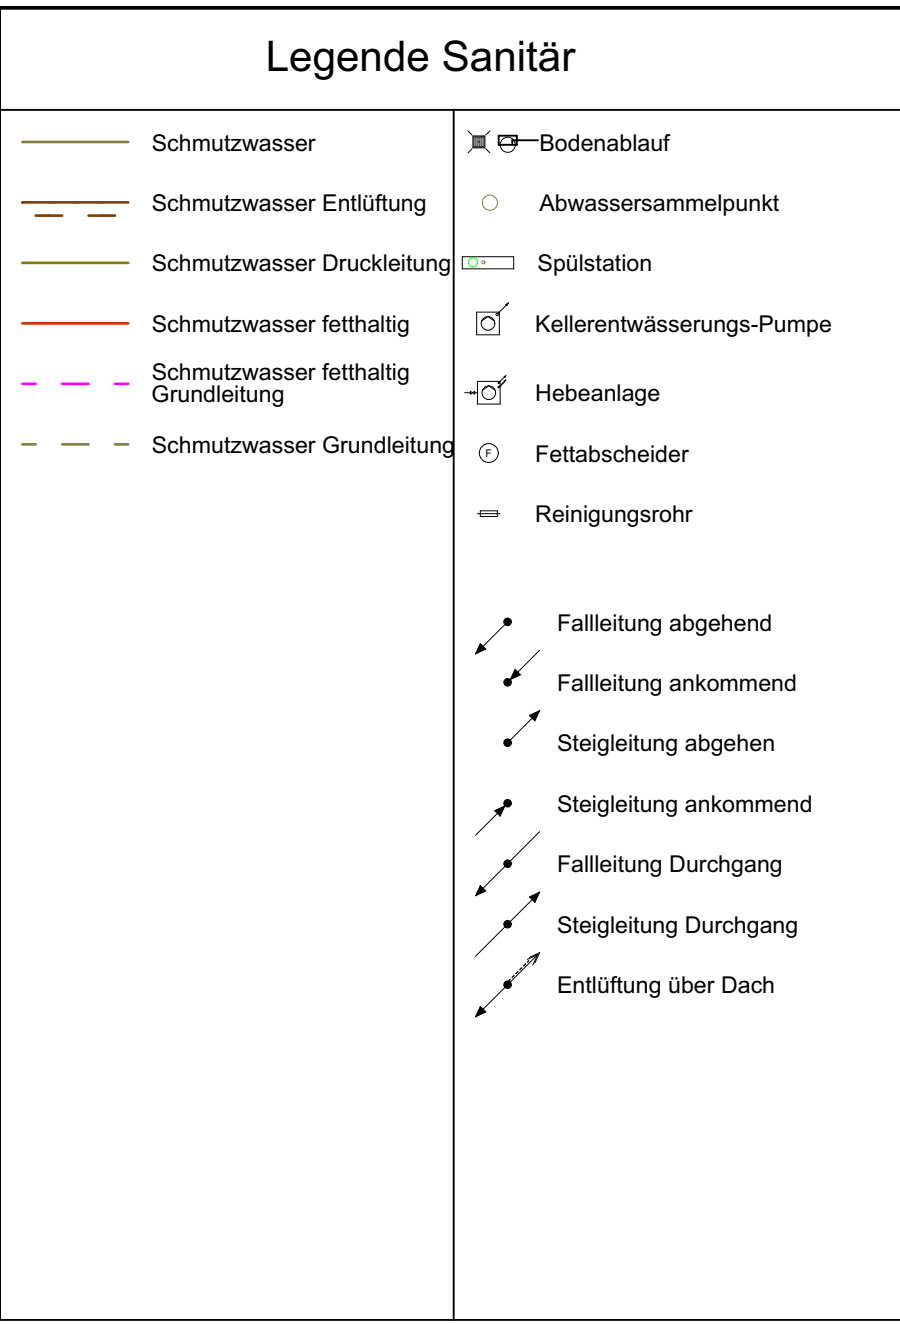 Legende Sanitär
Schmutzwasser
Schmutzwasser Entlüftung
Schmutzwasser Druckleitung
Schmutzwasser fetthaltig
Schmutzwasser fetthaltig
Grundleitung
Schmutzwasser Grundleitung
Bodenablauf
Abwassersammelpunkt
Spülstation
Kellerentwässerungs-Pumpe
Hebeanlage
F
Fettabscheider
Reinigungsrohr
Fallleitung abgehend
Fallleitung ankommend
Steigleitung abgehen
Steigleitung ankommend
Fallleitung Durchgang
Steigleitung Durchgang
Entlüftung über Dach